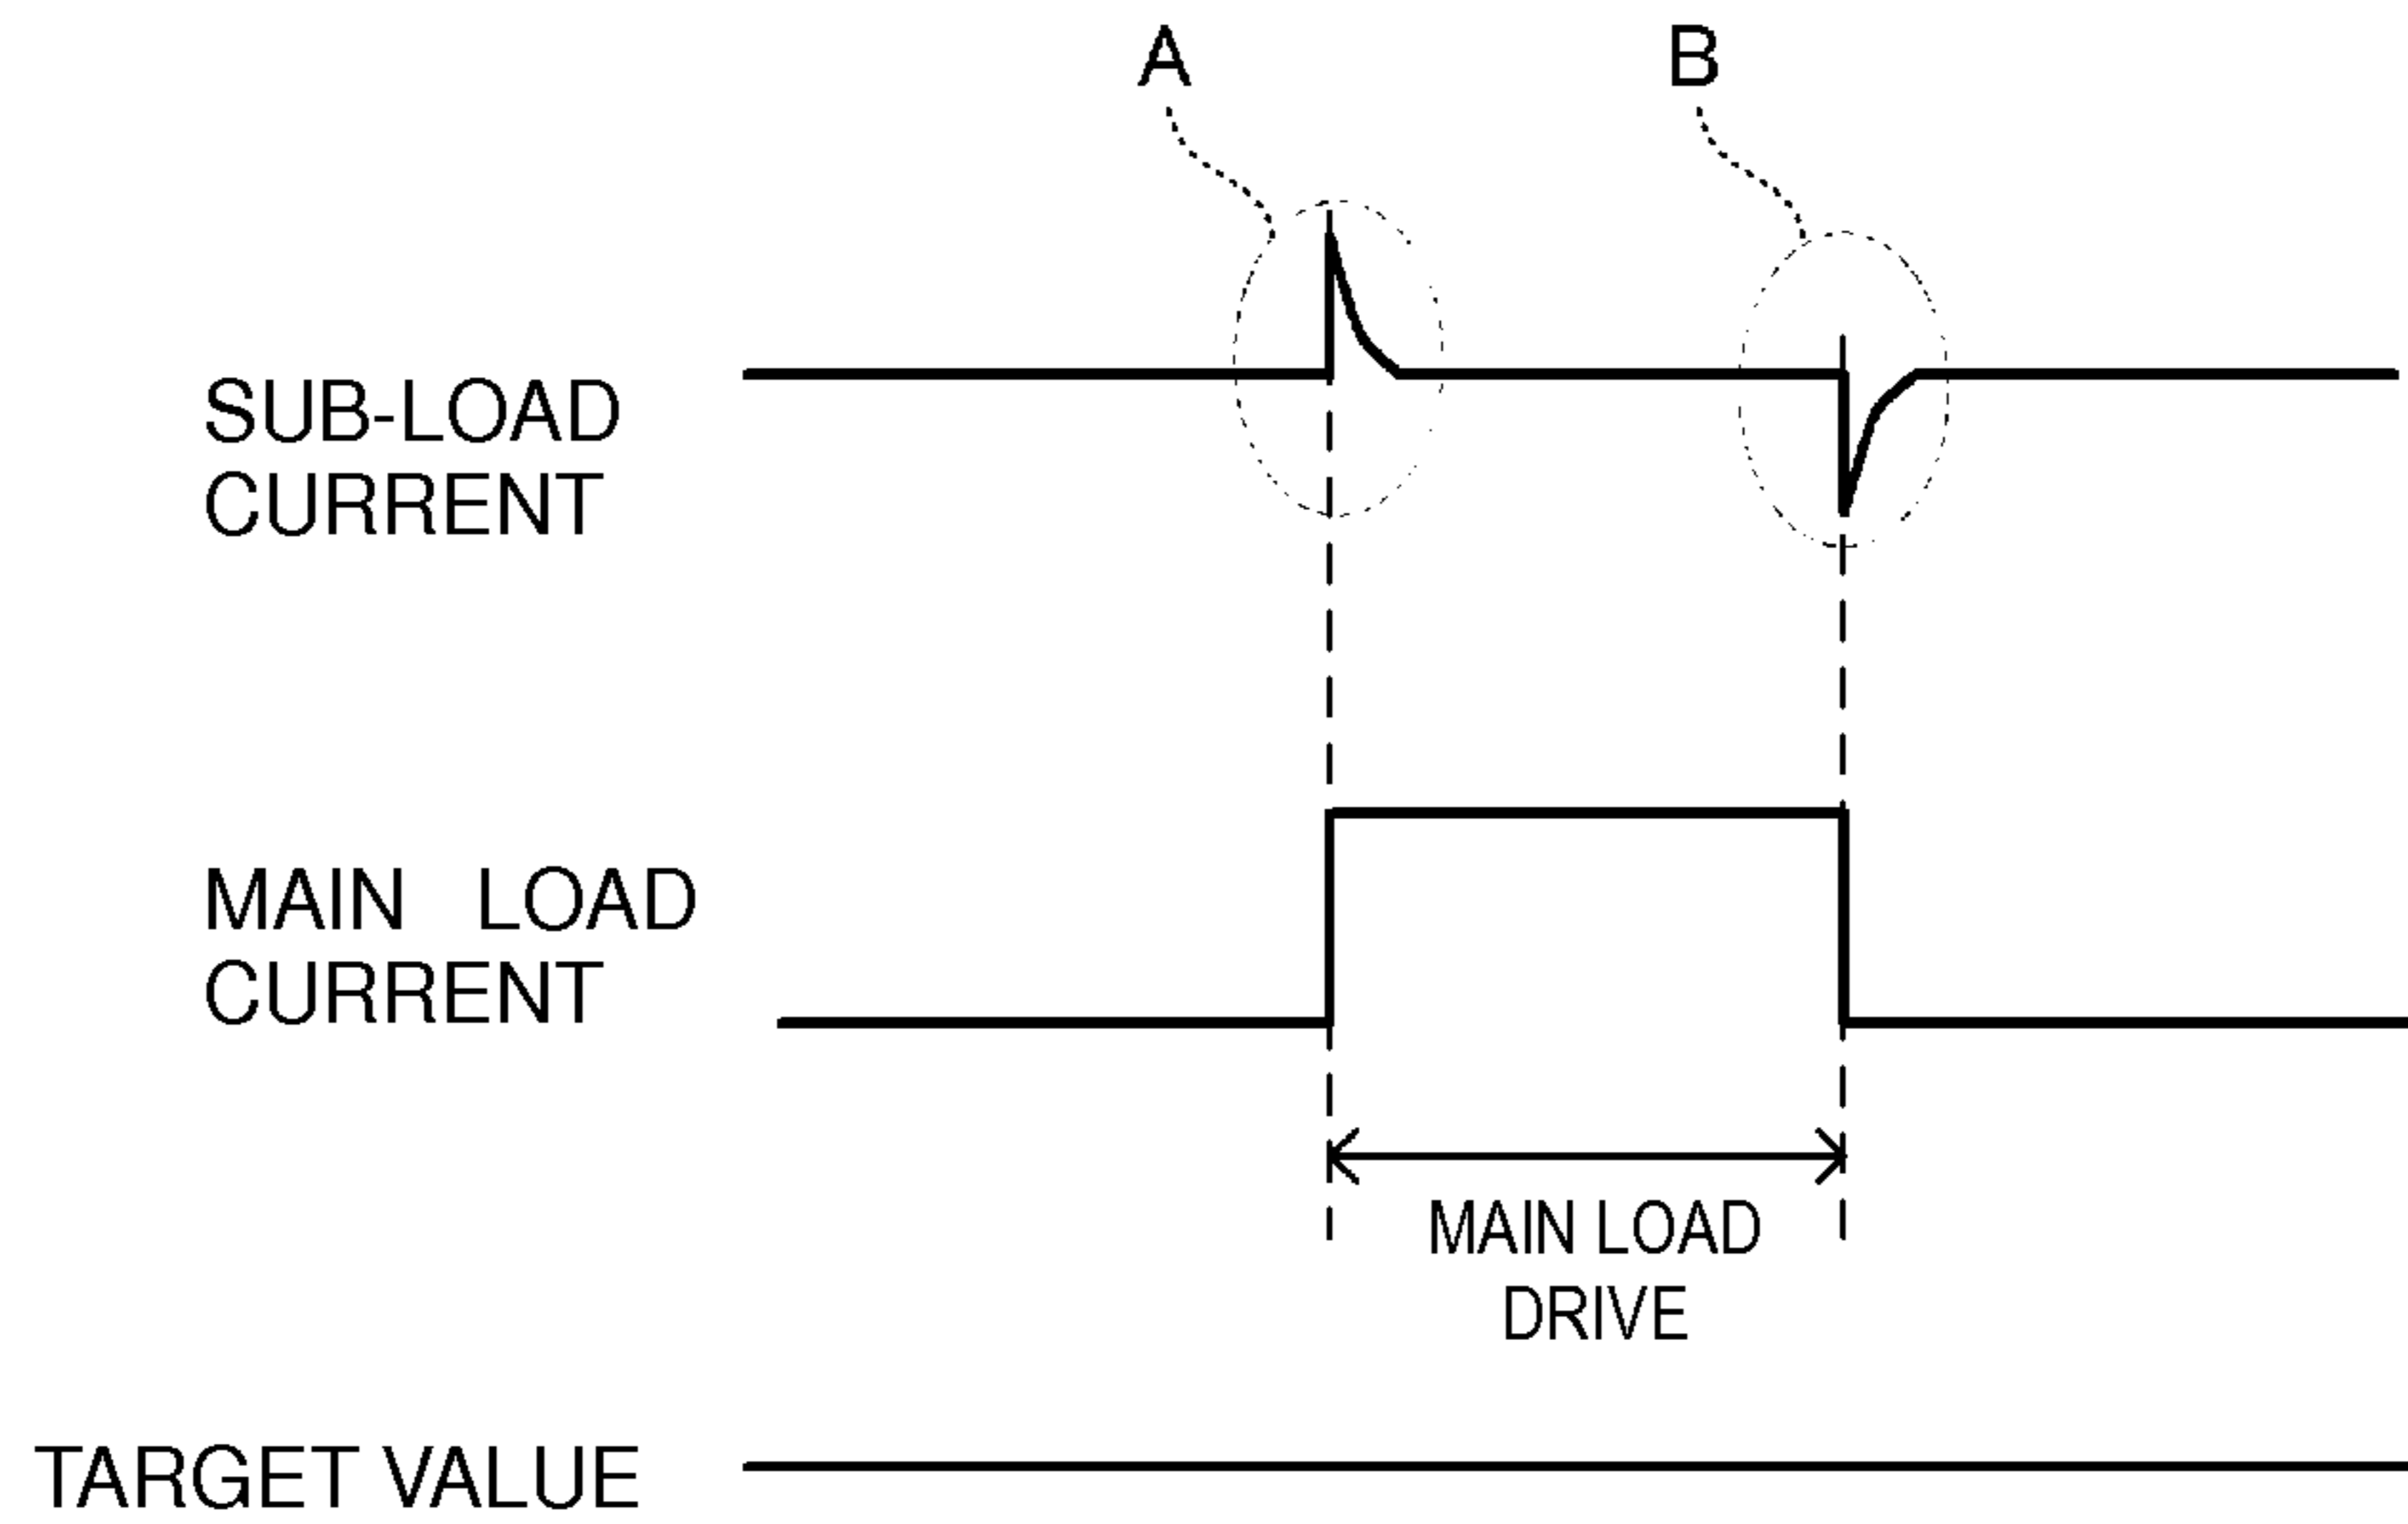 A
B
SUB-LOAD
CURRENT
MAIN LOAD
CURRENT
MAIN LOAD
DRIVE
TARGET VALUE